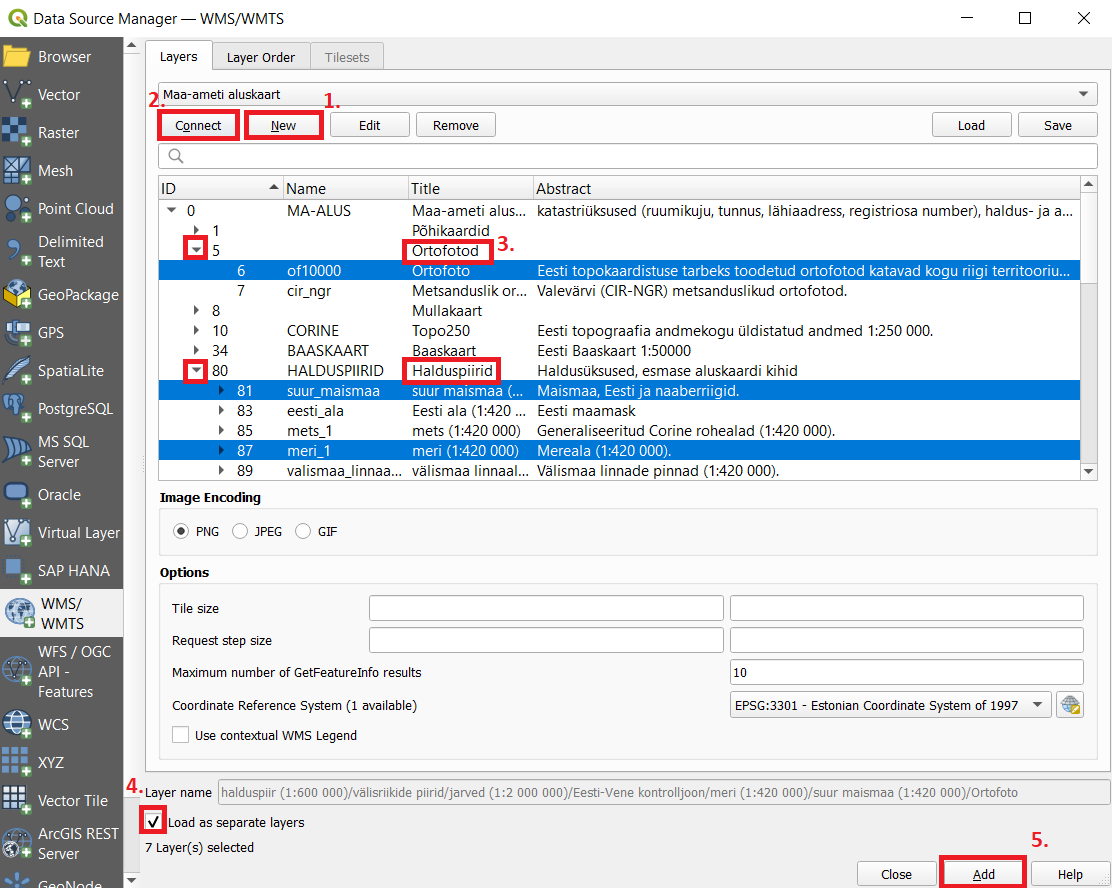 Data Source Manager — WMS/WMTS
Browser
Vector
Raster
Mesh
Point Cloud
Delimited
Text
GeoPackage
GPS
SpatiaLite
PostgreSQL
MS SQL
Server
Oracle
Virtual Layer
SAP HANA
WMS/
WMTS
WFS / OGC
API -
Features
WCS
XYZ
Vector Tile
ArcGIS REST
Server
GeoNode
Layers Layer Order Tilesets
Maa-ameti aluskaart
2. 1.
Connect New Edit Remove Load Save
ID Name Title Abstract
0 MA-ALUS Maa-ameti alus... katastriüksused (ruumikuju, tunnus, lähiaadress, registriosa number), haldus- ja a...
1 Põhikaardid
5 Ortofotod 3.
6 of10000 Ortofoto Eesti topokaardistuse tarbeks toodetud ortofotod katavad kogu riigi territooriu...
7 cir_ngr Metsanduslik or... Valevärvi (CIR-NGR) metsanduslikud ortofotod.
8 Mullakaart
10 CORINE Topo250 Eesti topograafia andmekogu üldistatud andmed 1:250 000.
34 BAASKAART Baaskaart Eesti Baaskaart 1:50000
80 HALDUSPIIRID Halduspiirid Haldusüksused, esmase aluskaardi kihid
81 suur_maismaa suur maismaa (... Maismaa, Eesti ja naaberriigid.
83 eesti_ala Eesti ala (1:420 ... Eesti maamask
85 mets_1 mets (1:420 000) Generaliseeritud Corine rohealad (1:420 000).
87 meri_1 meri (1:420 000) Mereala (1:420 000).
89 valismaa_linnaa... välismaa linnaal... Välismaa linnade pinnad (1:420 000).
Image Encoding
PNG JPEG GIF
Options
Tile size
Request step size
Maximum number of GetFeatureInfo results 10
Coordinate Reference System (1 available) EPSG:3301 - Estonian Coordinate System of 1997
Use contextual WMS Legend
4. Layer name halduspiir (1:600 000)/välisriikide piirid/jarved (1:2 000 000)/Eesti-Vene kontrolljoon/meri (1:420 000)/suur maismaa (1:420 000)/Ortofoto
Load as separate layers
7 Layer(s) selected
5.
Close Add Help